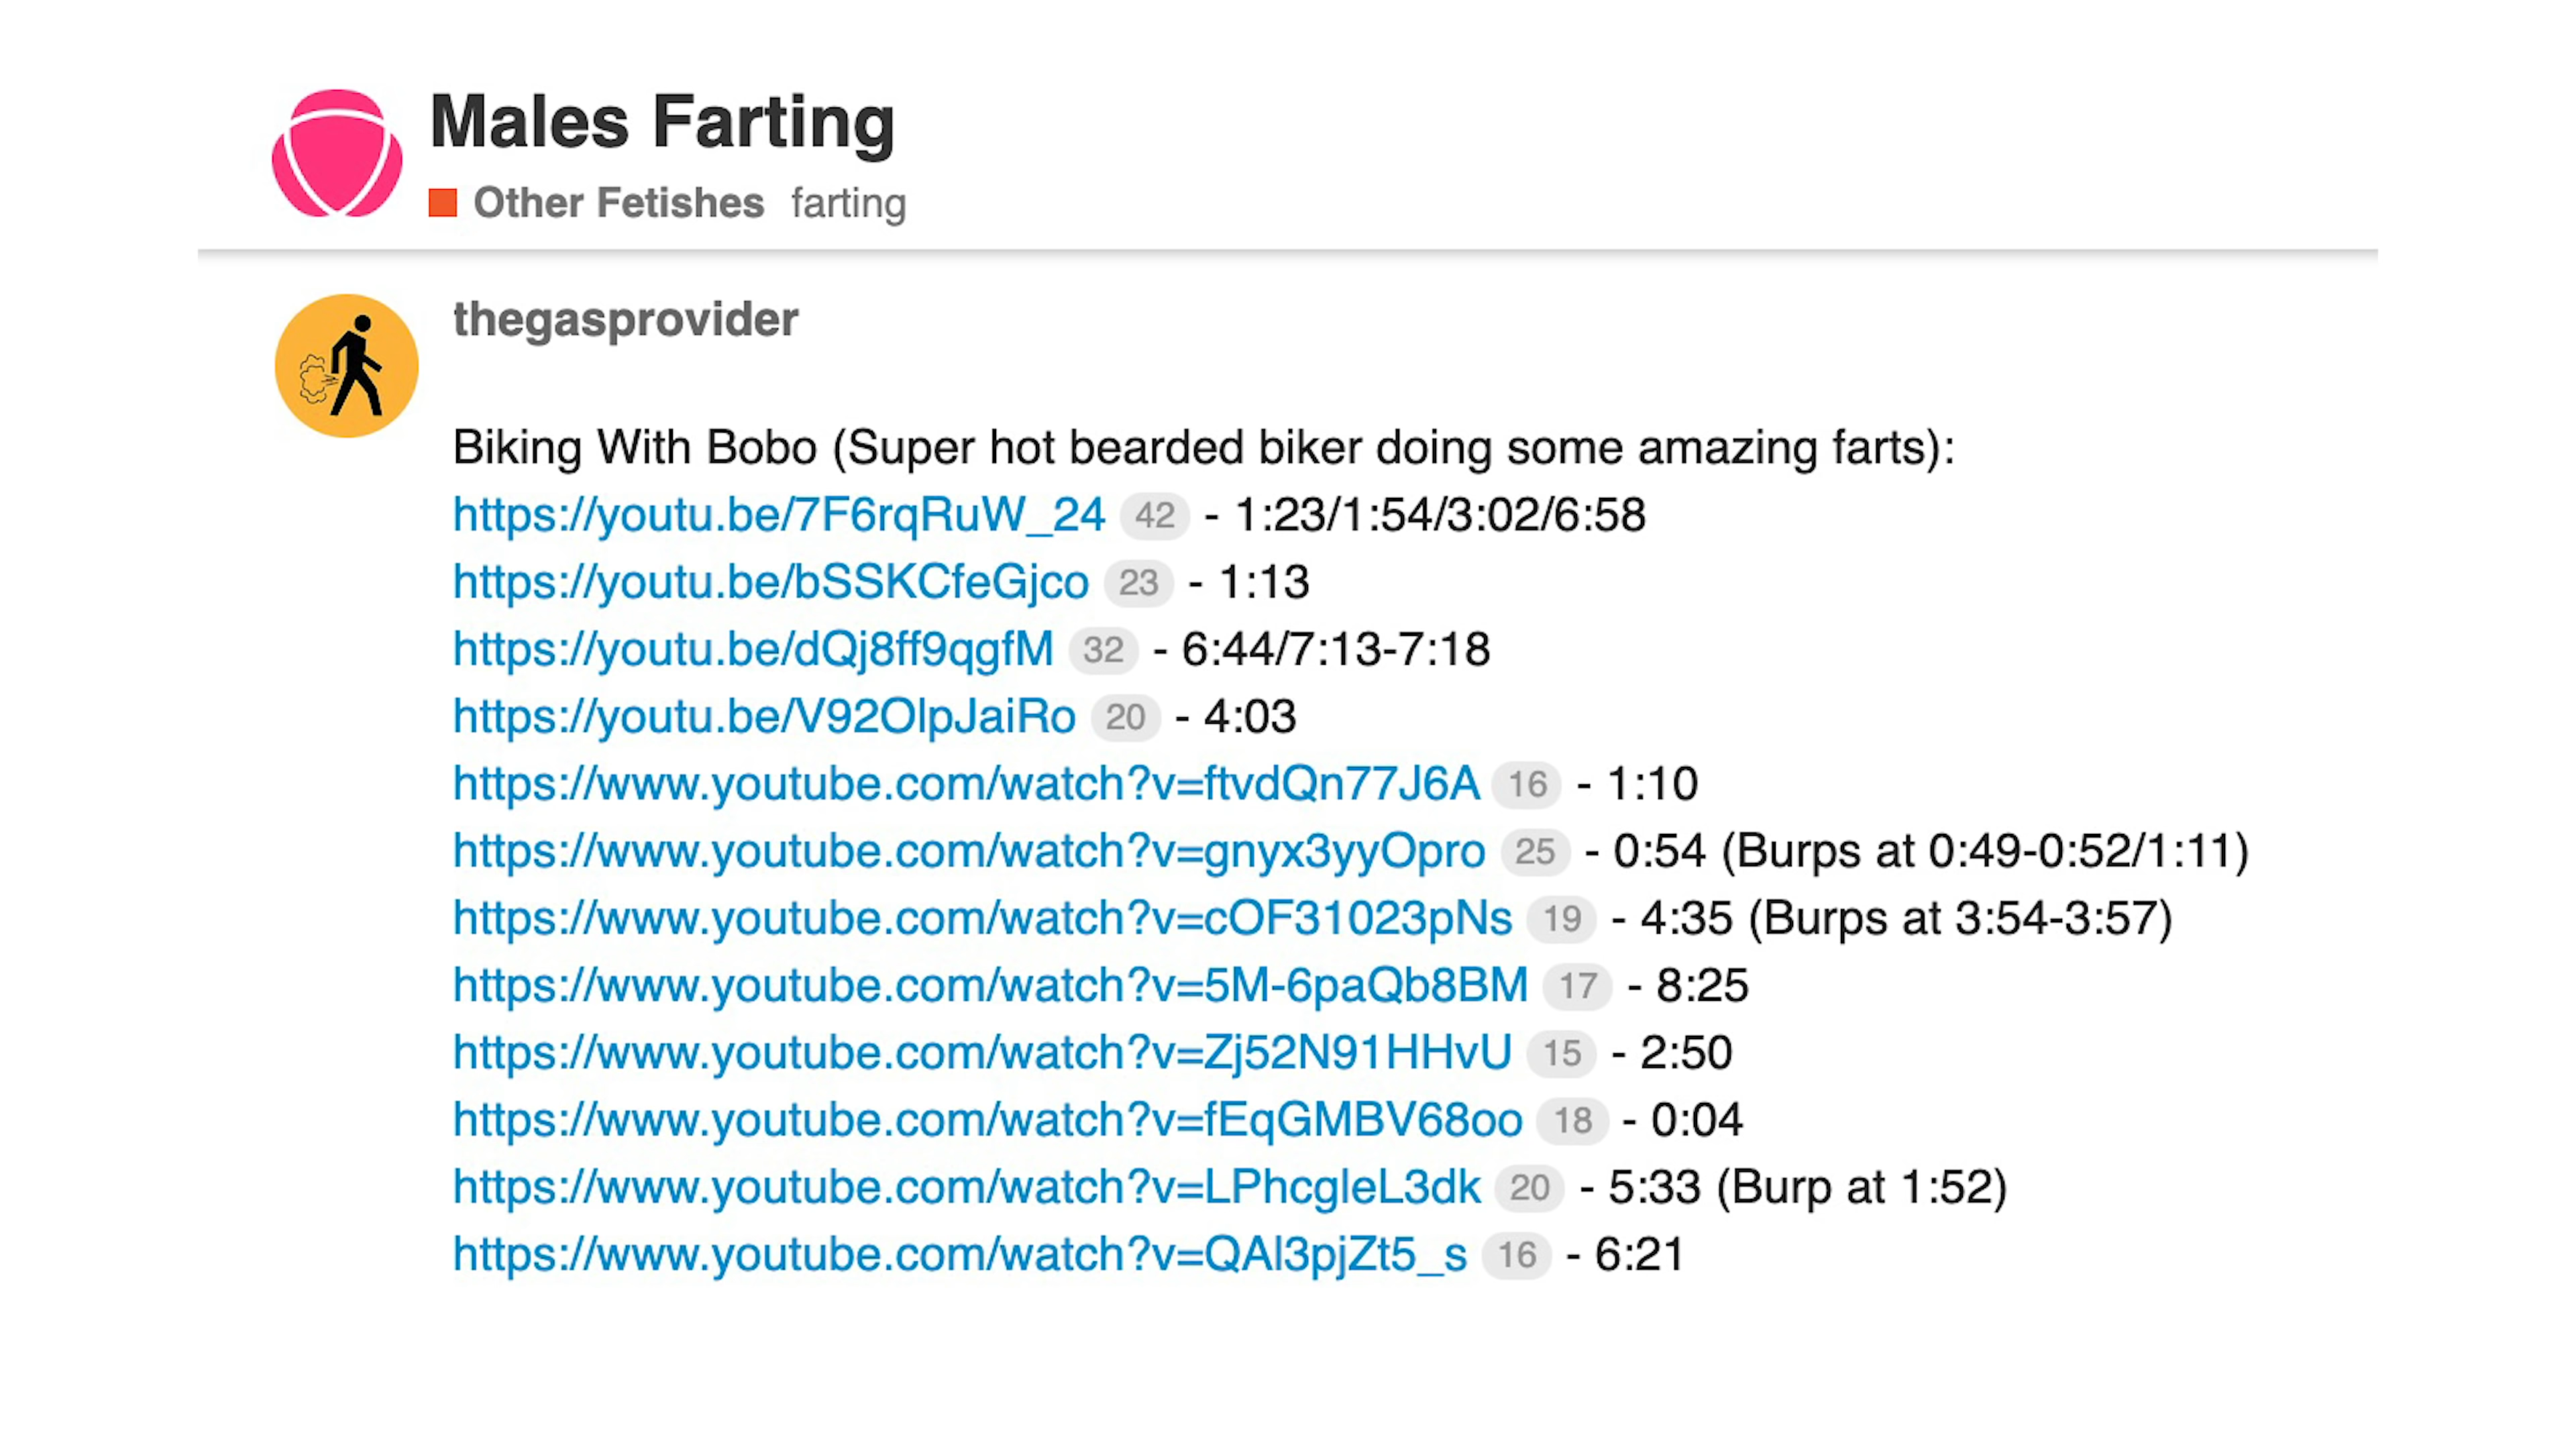 Males Farting
Other Fetishes farting
thegasprovider
Biking With Bobo (Super hot bearded biker doing some amazing farts):
https://youtu.be/7F6rqRuW_24 42 - 1:23/1:54/3:02/6:58
https://youtu.be/bSSKCfeGjco 23 - 1:13
https://youtu.be/dQj8ff9qgfM 32 - 6:44/7:13-7:18
https://youtu.be/V92OlpJaiRo 20 - 4:03
https://www.youtube.com/watch?v=ftvdQn77J6A 16 - 1:10
https://www.youtube.com/watch?v=gnyx3yyOpro 25 - 0:54 (Burps at 0:49-0:52/1:11)
https://www.youtube.com/watch?v=cOF31023pNs 19 - 4:35 (Burps at 3:54-3:57)
https://www.youtube.com/watch?v=5M-6paQb8BM 17 - 8:25
https://www.youtube.com/watch?v=Zj52N91HHvU 15 - 2:50
https://www.youtube.com/watch?v=fEqGMBV68oo 18 - 0:04
https://www.youtube.com/watch?v=LPhcgleL3dk 20 - 5:33 (Burp at 1:52)
https://www.youtube.com/watch?v=QAl3pjZt5_s 16 - 6:21